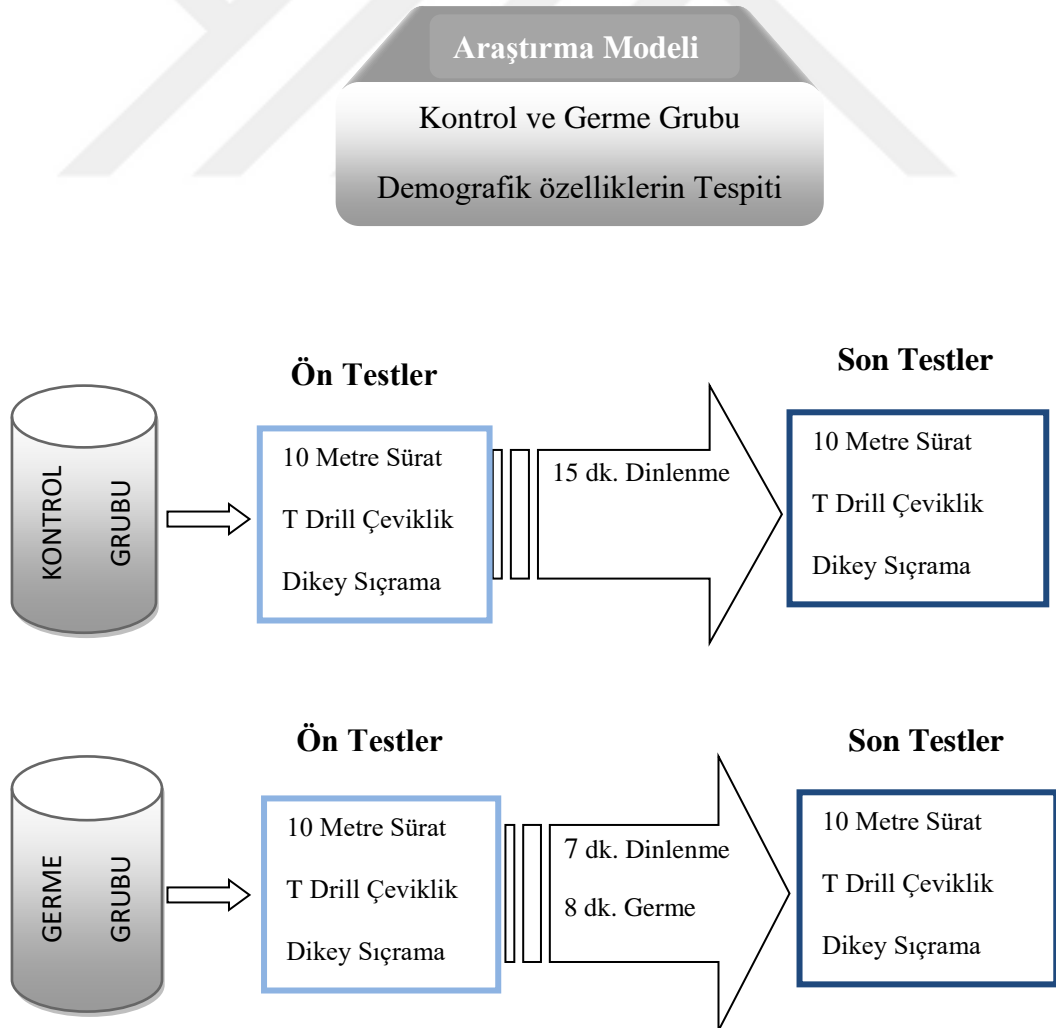 Araştırma Modeli
Kontrol ve Germe Grubu
Demografik özelliklerin Tespiti
Ön Testler
Son Testler
KONTROL
GRUBU
10 Metre Sürat
T Drill Çeviklik
Dikey Sıçrama
15 dk. Dinlenme
10 Metre Sürat
T Drill Çeviklik
Dikey Sıçrama
Ön Testler
Son Testler
GERME
GRUBU
10 Metre Sürat
T Drill Çeviklik
Dikey Sıçrama
7 dk. Dinlenme
8 dk. Germe
10 Metre Sürat
T Drill Çeviklik
Dikey Sıçrama